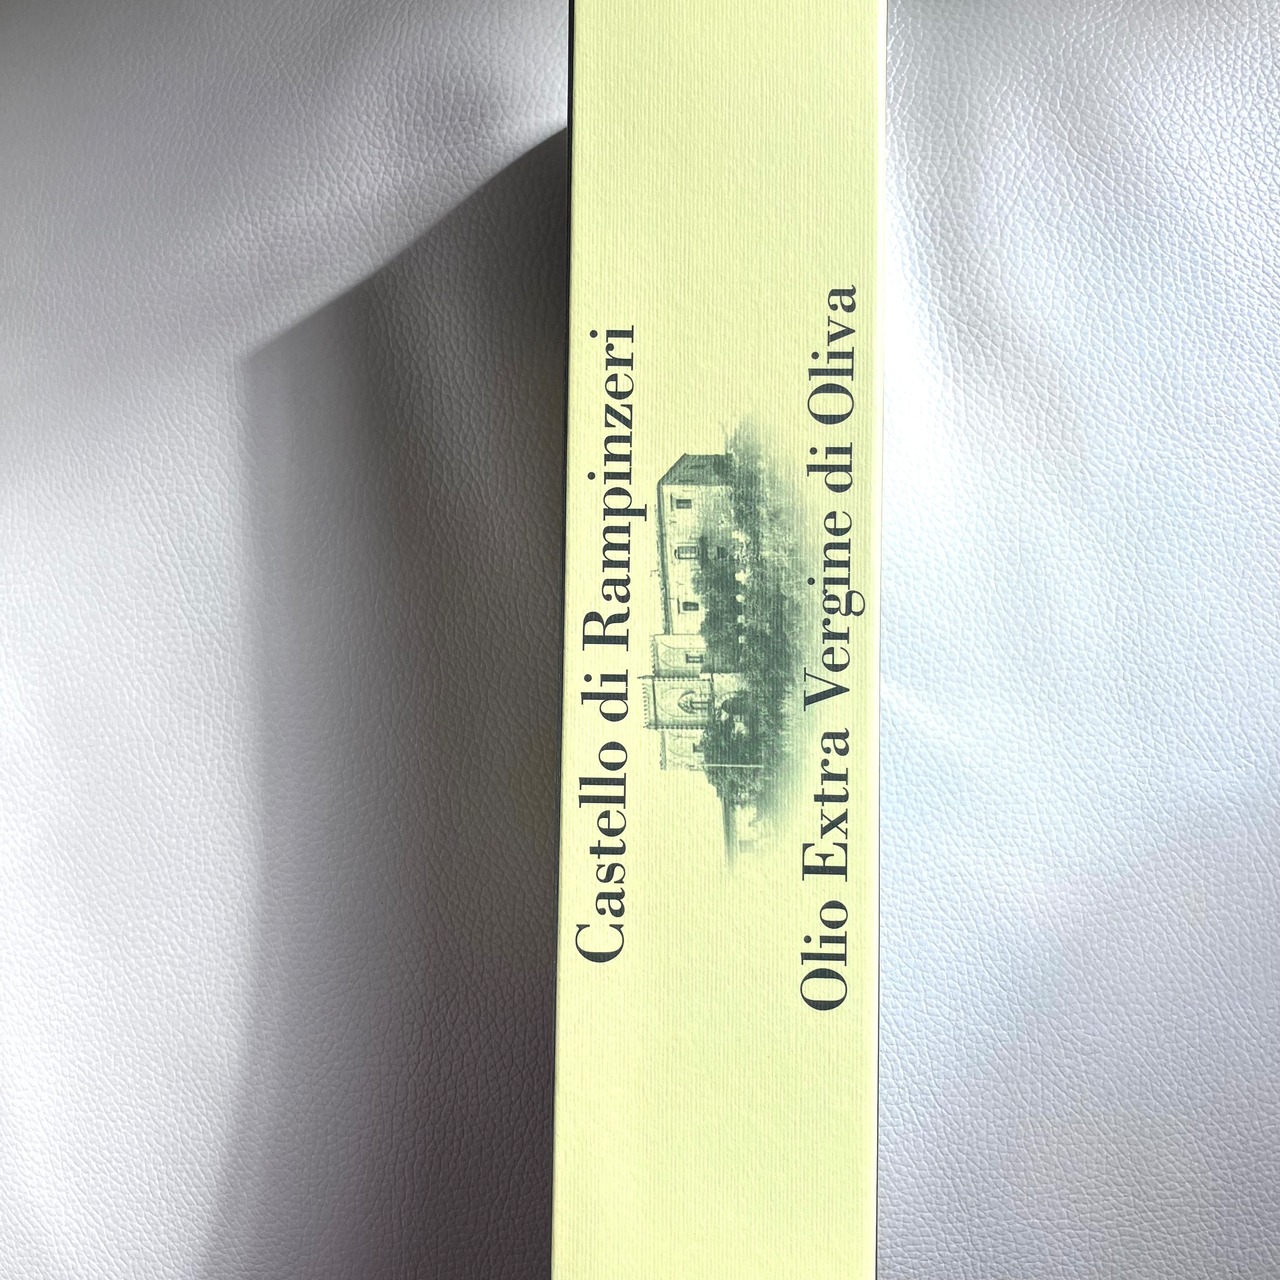 Castello di Rampinzeri
Olio Extra Vergine di Oliva